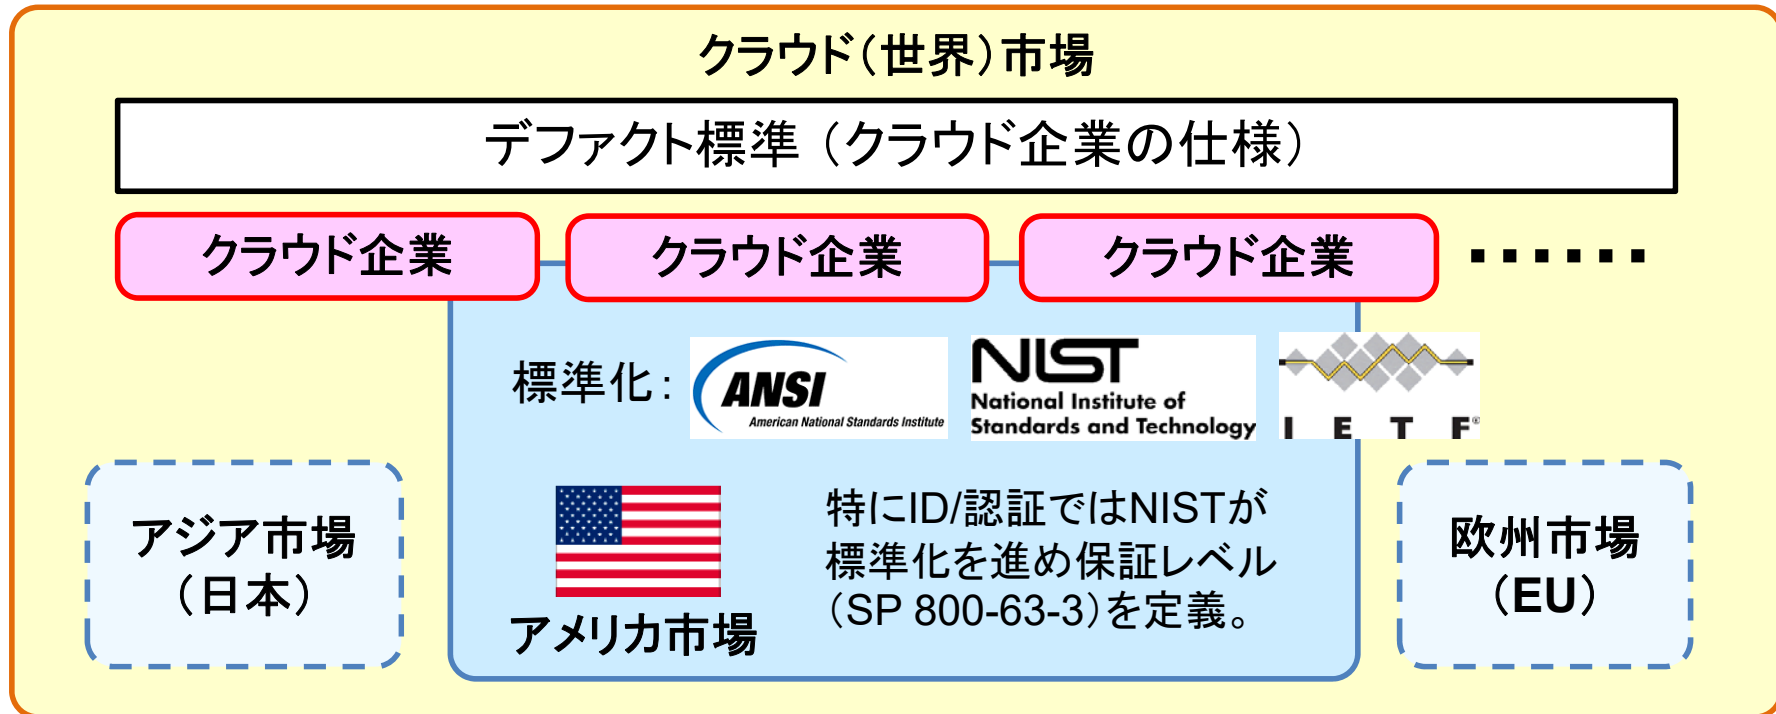 クラウド（世界）市場
デファクト標準（クラウド企業の仕様）
クラウド企業
クラウド企業
クラウド企業
▪▪▪▪▪▪
標準化：
ANSI
American National Standards Institute
NIST
National Institute of
Standards and Technology
I E T F®
アジア市場
（日本）
アメリカ市場
特にID/認証ではNISTが
標準化を進め保証レベル
（SP 800-63-3）を定義。
欧州市場
（EU）